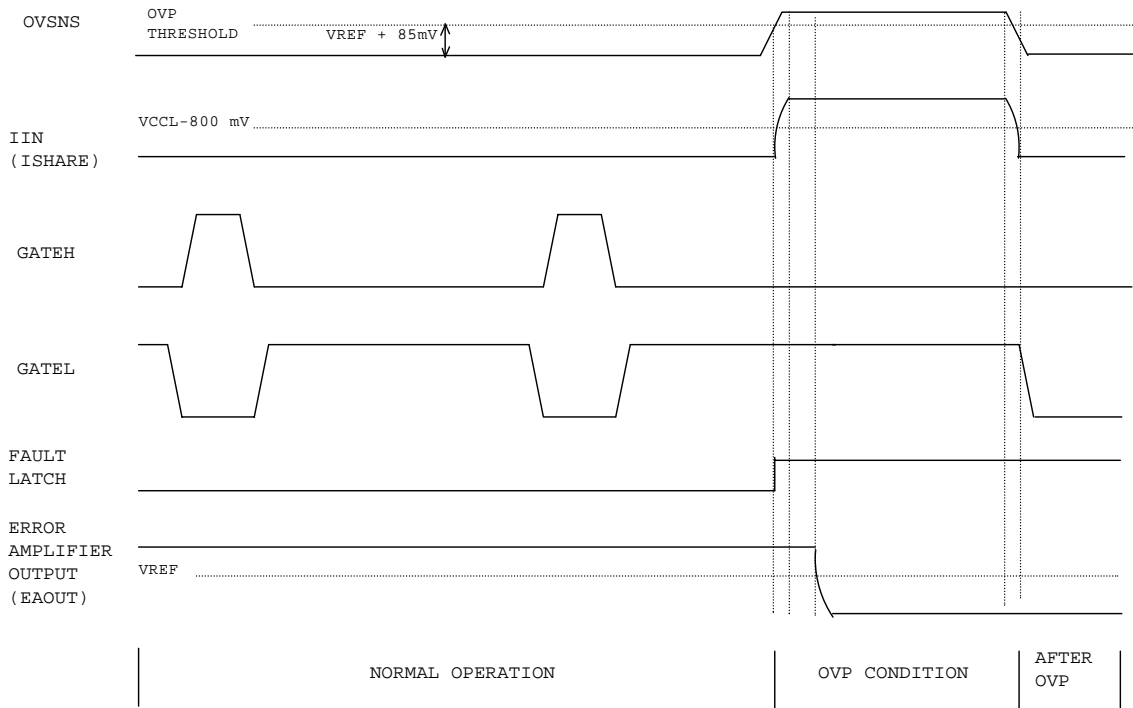 OVSNS
OVP
THRESHOLD
VREF + 85mV
VCCL-800 mV
IIN
(ISHARE)
GATEH
GATEL
FAULT
LATCH
ERROR
AMPLIFIER
OUTPUT
(EAOUT)
VREF
NORMAL OPERATION
OVP CONDITION
AFTER
OVP